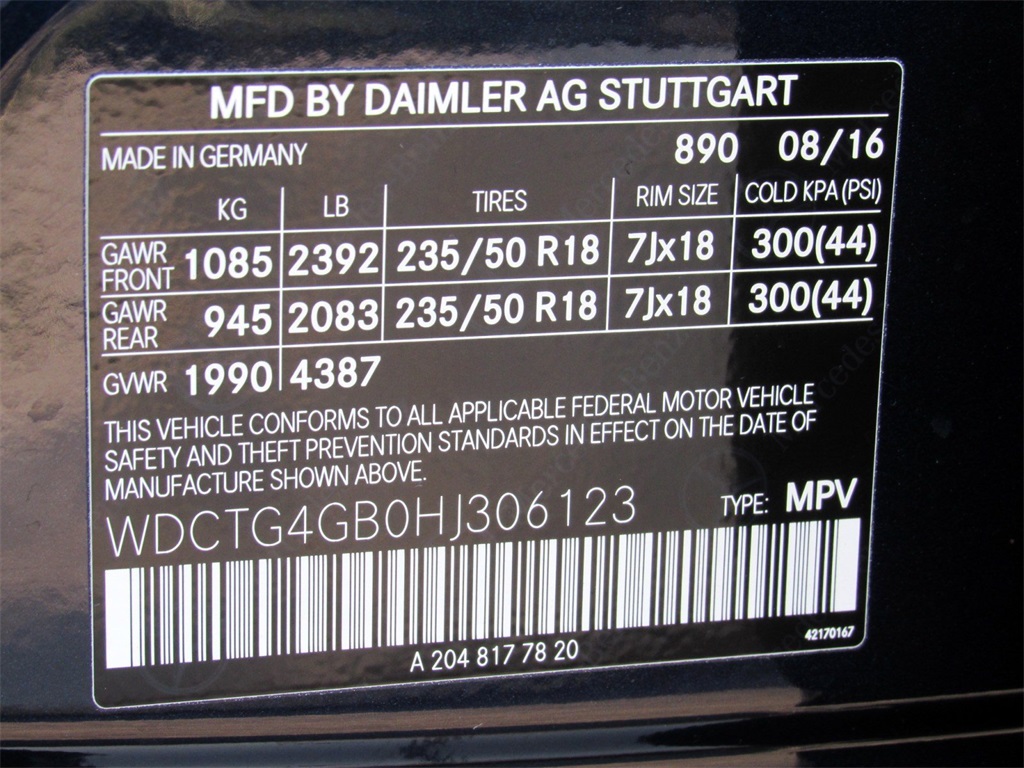 MFD BY DAIMLER AG STUTTGART
MADE IN GERMANY 890 08/16
KG LB TIRES RIM SIZE COLD KPA (PSI)
GAWR FRONT 1085 2392 235/50 R18 7Jx18 300(44)
GAWR REAR 945 2083 235/50 R18 7Jx18 300(44)
GVWR 1990 4387
THIS VEHICLE CONFORMS TO ALL APPLICABLE FEDERAL MOTOR VEHICLE
SAFETY AND THEFT PREVENTION STANDARDS IN EFFECT ON THE DATE OF
MANUFACTURE SHOWN ABOVE.
WDCTG4GB0HJ306123 TYPE: MPV
42170167
A 204 817 78 20